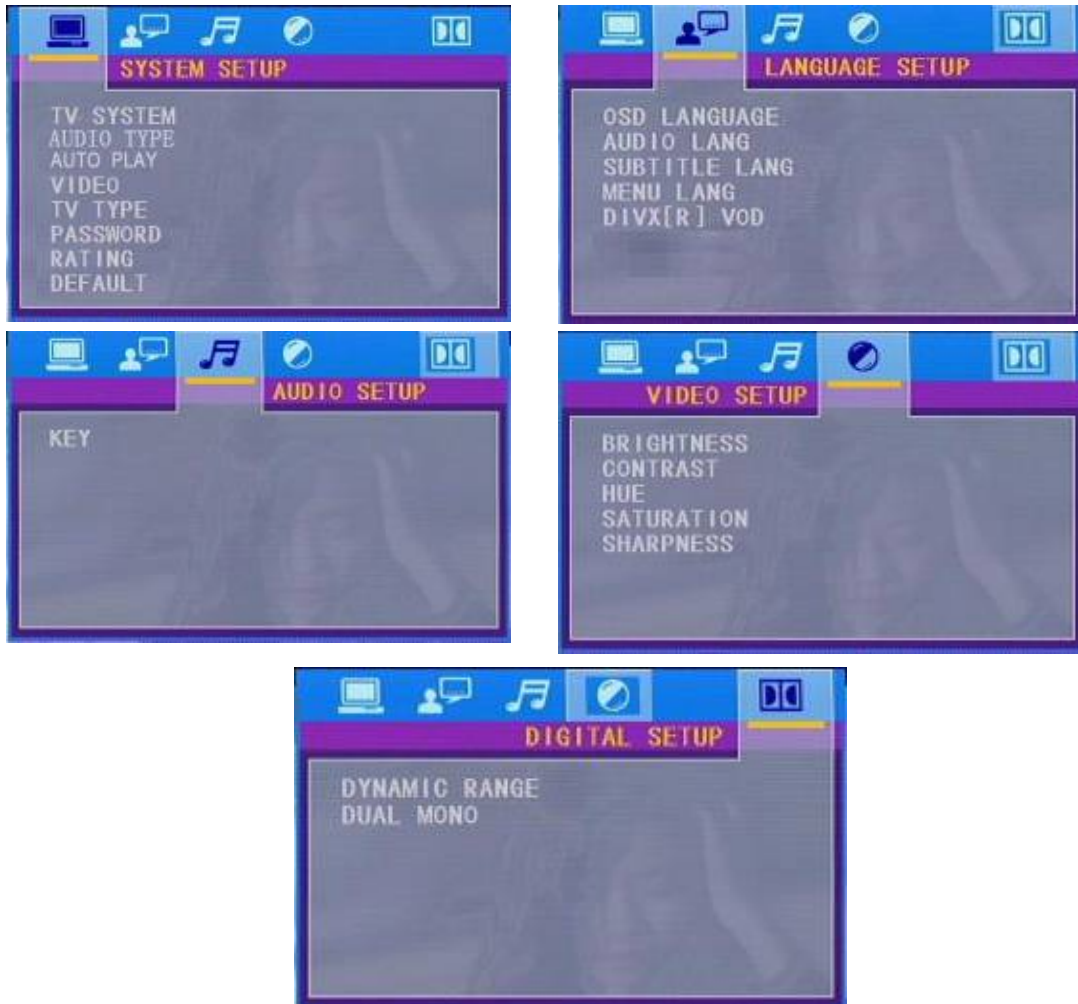 SYSTEM SETUP
TV SYSTEM
AUDIO TYPE
AUTO PLAY
VIDEO
TV TYPE
PASSWORD
RATING
DEFAULT
LANGUAGE SETUP
OSD LANGUAGE
AUDIO LANG
SUBTITLE LANG
MENU LANG
DIVX[R] VOD
AUDIO SETUP
KEY
VIDEO SETUP
BRIGHTNESS
CONTRAST
HUE
SATURATION
SHARPNESS
DIGITAL SETUP
DYNAMIC RANGE
DUAL MONO